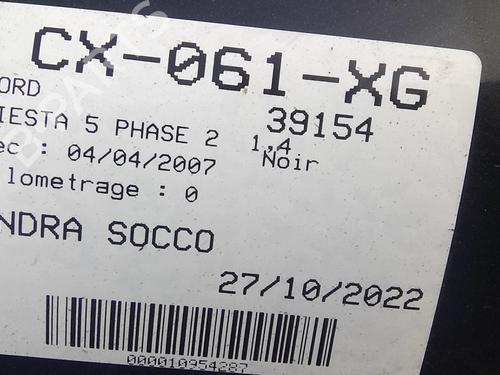 CX-061-XG
ORD
39154
IESTA 5 PHASE 2
1,4
ec : 04/04/2007
Noir
lometrage : 0
NDRA SOCCO
27/10/2022
000010954287